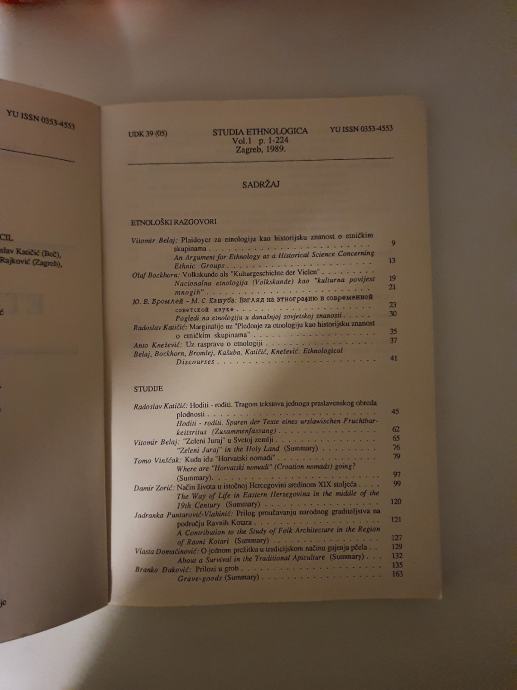 YU ISSN 0353-4553
CIL
slav Katičić (Beč),
Rajković (Zagreb),
je
UDK 39 (05) STUDIA ETHNOLOGICA YU ISSN 0353-4553
Vol.1 p. 1-224
Zagreb, 1989.
SADRŽAJ
ETNOLOŠKI RAZGOVORI
Vitomir Belaj: Plaidoyer za etnologiju kao historijsku znanost o etničkim
skupinama 9
An Argument for Ethnology as a Historical Science Concerning
Ethnic Groups 13
Olaf Bockhorn: Volkskunde als "Kulturgeschichte der Vielen" 19
Nacionalna etnologija (Volkskunde) kao "kulturna povijest
mnogih" 21
Ю. В. Бромлей - М. С. Кашуба: Взгляд на этнографию в современной
советской науке 23
Pogledi na etnologiju u današnjoj sovjetskoj znanosti 30
Radoslav Katičić: Marginalije uz "Pledoaje za etnologiju kao historijsku znanost
o etničkim skupinama" 35
Anto Knežević: Uz raspravu o etnologiji 37
Belaj, Bockhorn, Bromlej, Kašuba, Katičić, Knežević: Ethnological
Discourses 41
STUDIJE
Radoslav Katičić: Hoditi - roditi. Tragom tekstova jednoga praslavenskog obreda
plodnosti 45
Hoditi - roditi. Spuren der Texte eines urslawischen Fruchtbar-
keitsritus (Zusammenfassung) 62
Vitomir Belaj: "Zeleni Juraj" u Svetoj zemlji 65
"Zeleni Juraj" in the Holy Land (Summary) 76
Tomo Vinšćak: Kuda idu "Horvatski nomadi" 79
Where are "Horvatski nomadi" (Croation nomads) going?
(Summary) 97
Damir Zorić: Način života u istočnoj Hercegovini sredinom XIX stoljeća 99
The Way of Life in Eastern Herzegovina in the middle of the
19th Century (Summary) 120
Jadranka Puntarović-Vlahinić: Prilog proučavanju narodnog graditeljstva na
području Ravnih Kotara 121
A Contribution to the Study of Folk Architecture in the Region
of Ravni Kotari (Summary) 127
Vlasta Domaćinović: O jednom prežitku u tradicijskom načinu gajenja pčela 129
About a Survival in the Traditional Apiculture (Summary) 132
Branko Đaković: Prilozi u grob 135
Grave-goods (Summary) 163